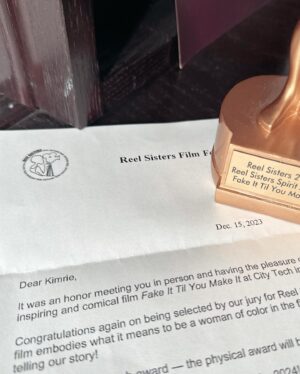 Reel Sisters Film Fe
Reel Sisters 2
Reel Sisters Spirit
Fake It Til You Mo
Dec. 15, 2023
Dear Kimrie,
It was an honor meeting you in person and having the pleasure o
inspiring and comical film Fake It Til You Make It at City Tech
Congratulations again on being selected by our jury for Reel
film embodies what it means to be a woman of color in the f
telling our story!
award — the physical award will b
2024